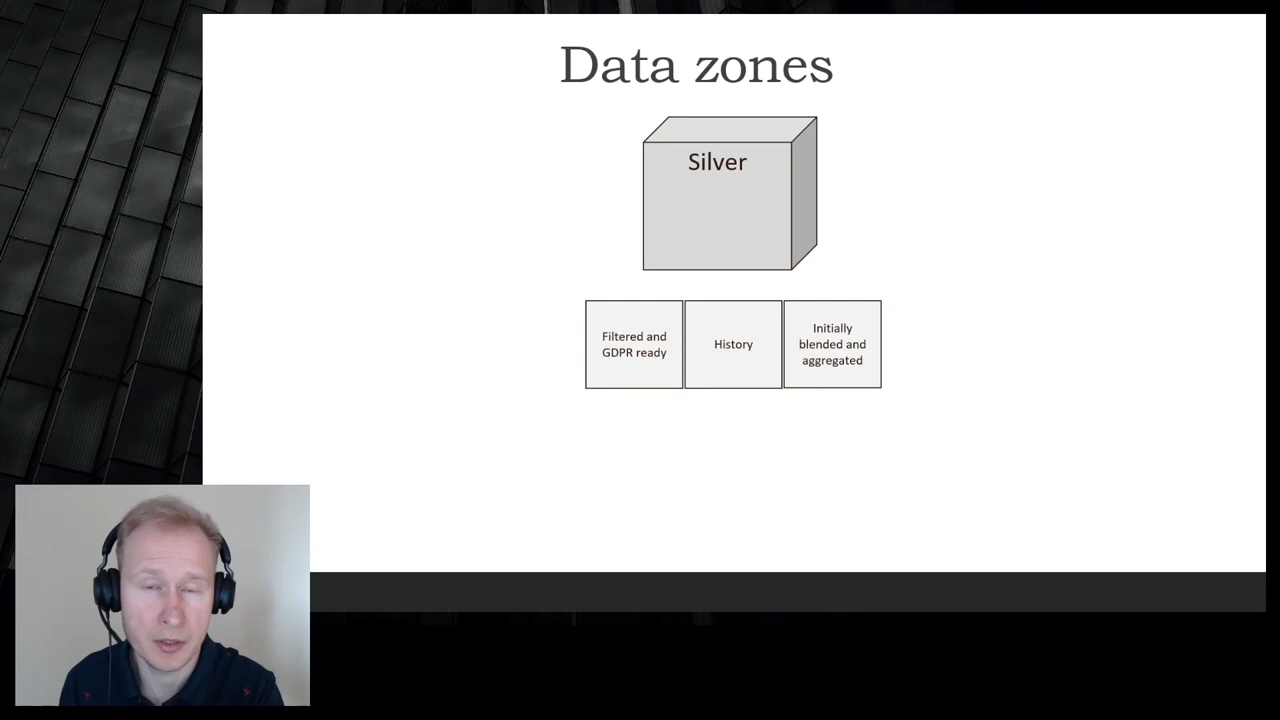 Data zones
Silver
Filtered and
GDPR ready
History
Initially
blended and
aggregated